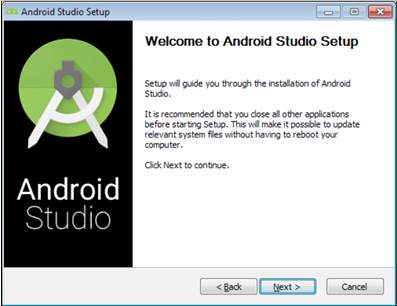 Android Studio Setup
Welcome to Android Studio Setup
Setup will guide you through the installation of Android
Studio.
It is recommended that you close all other applications
before starting Setup. This will make it possible to update
relevant system files without having to reboot your
computer.
Click Next to continue.
Android
Studio
< Back
Next >
Cancel